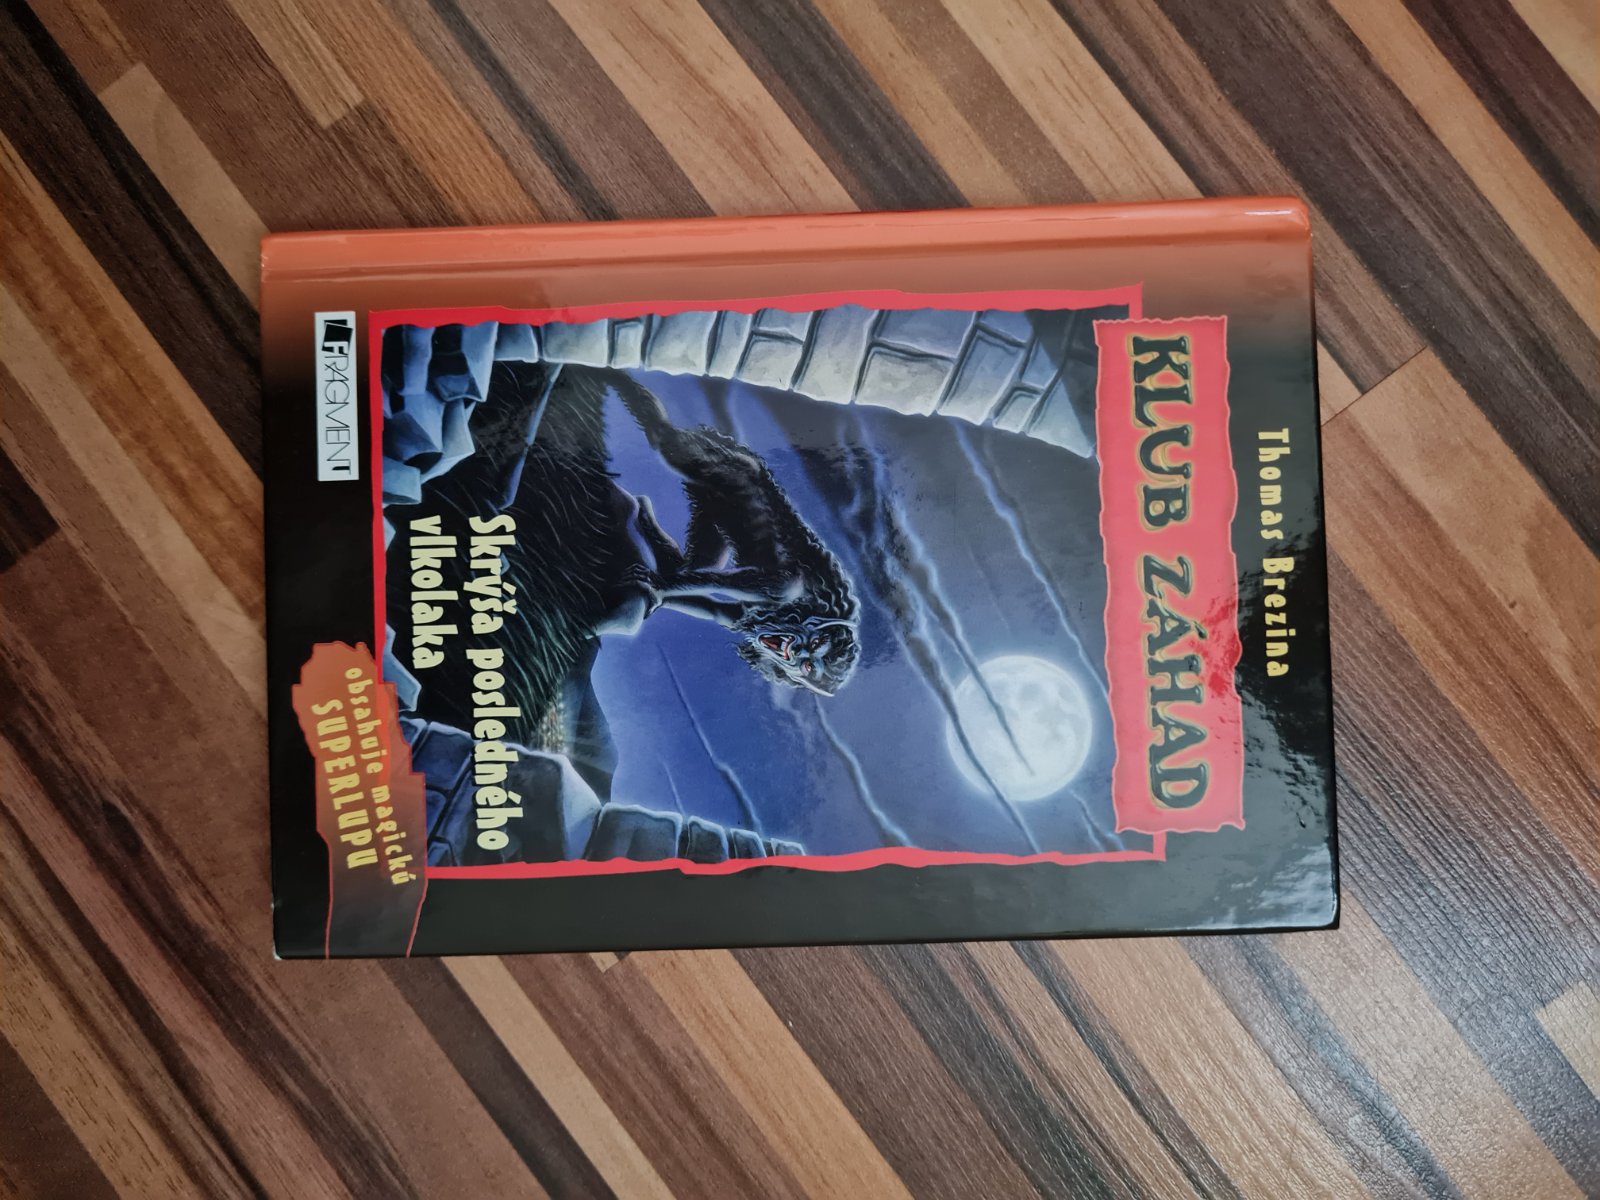 Thomas Brezina
KLUB ZÁHAD
Skrýša posledného
vlkolaka
obsahuje magickú
SUPERLUPU
FRAGMENT